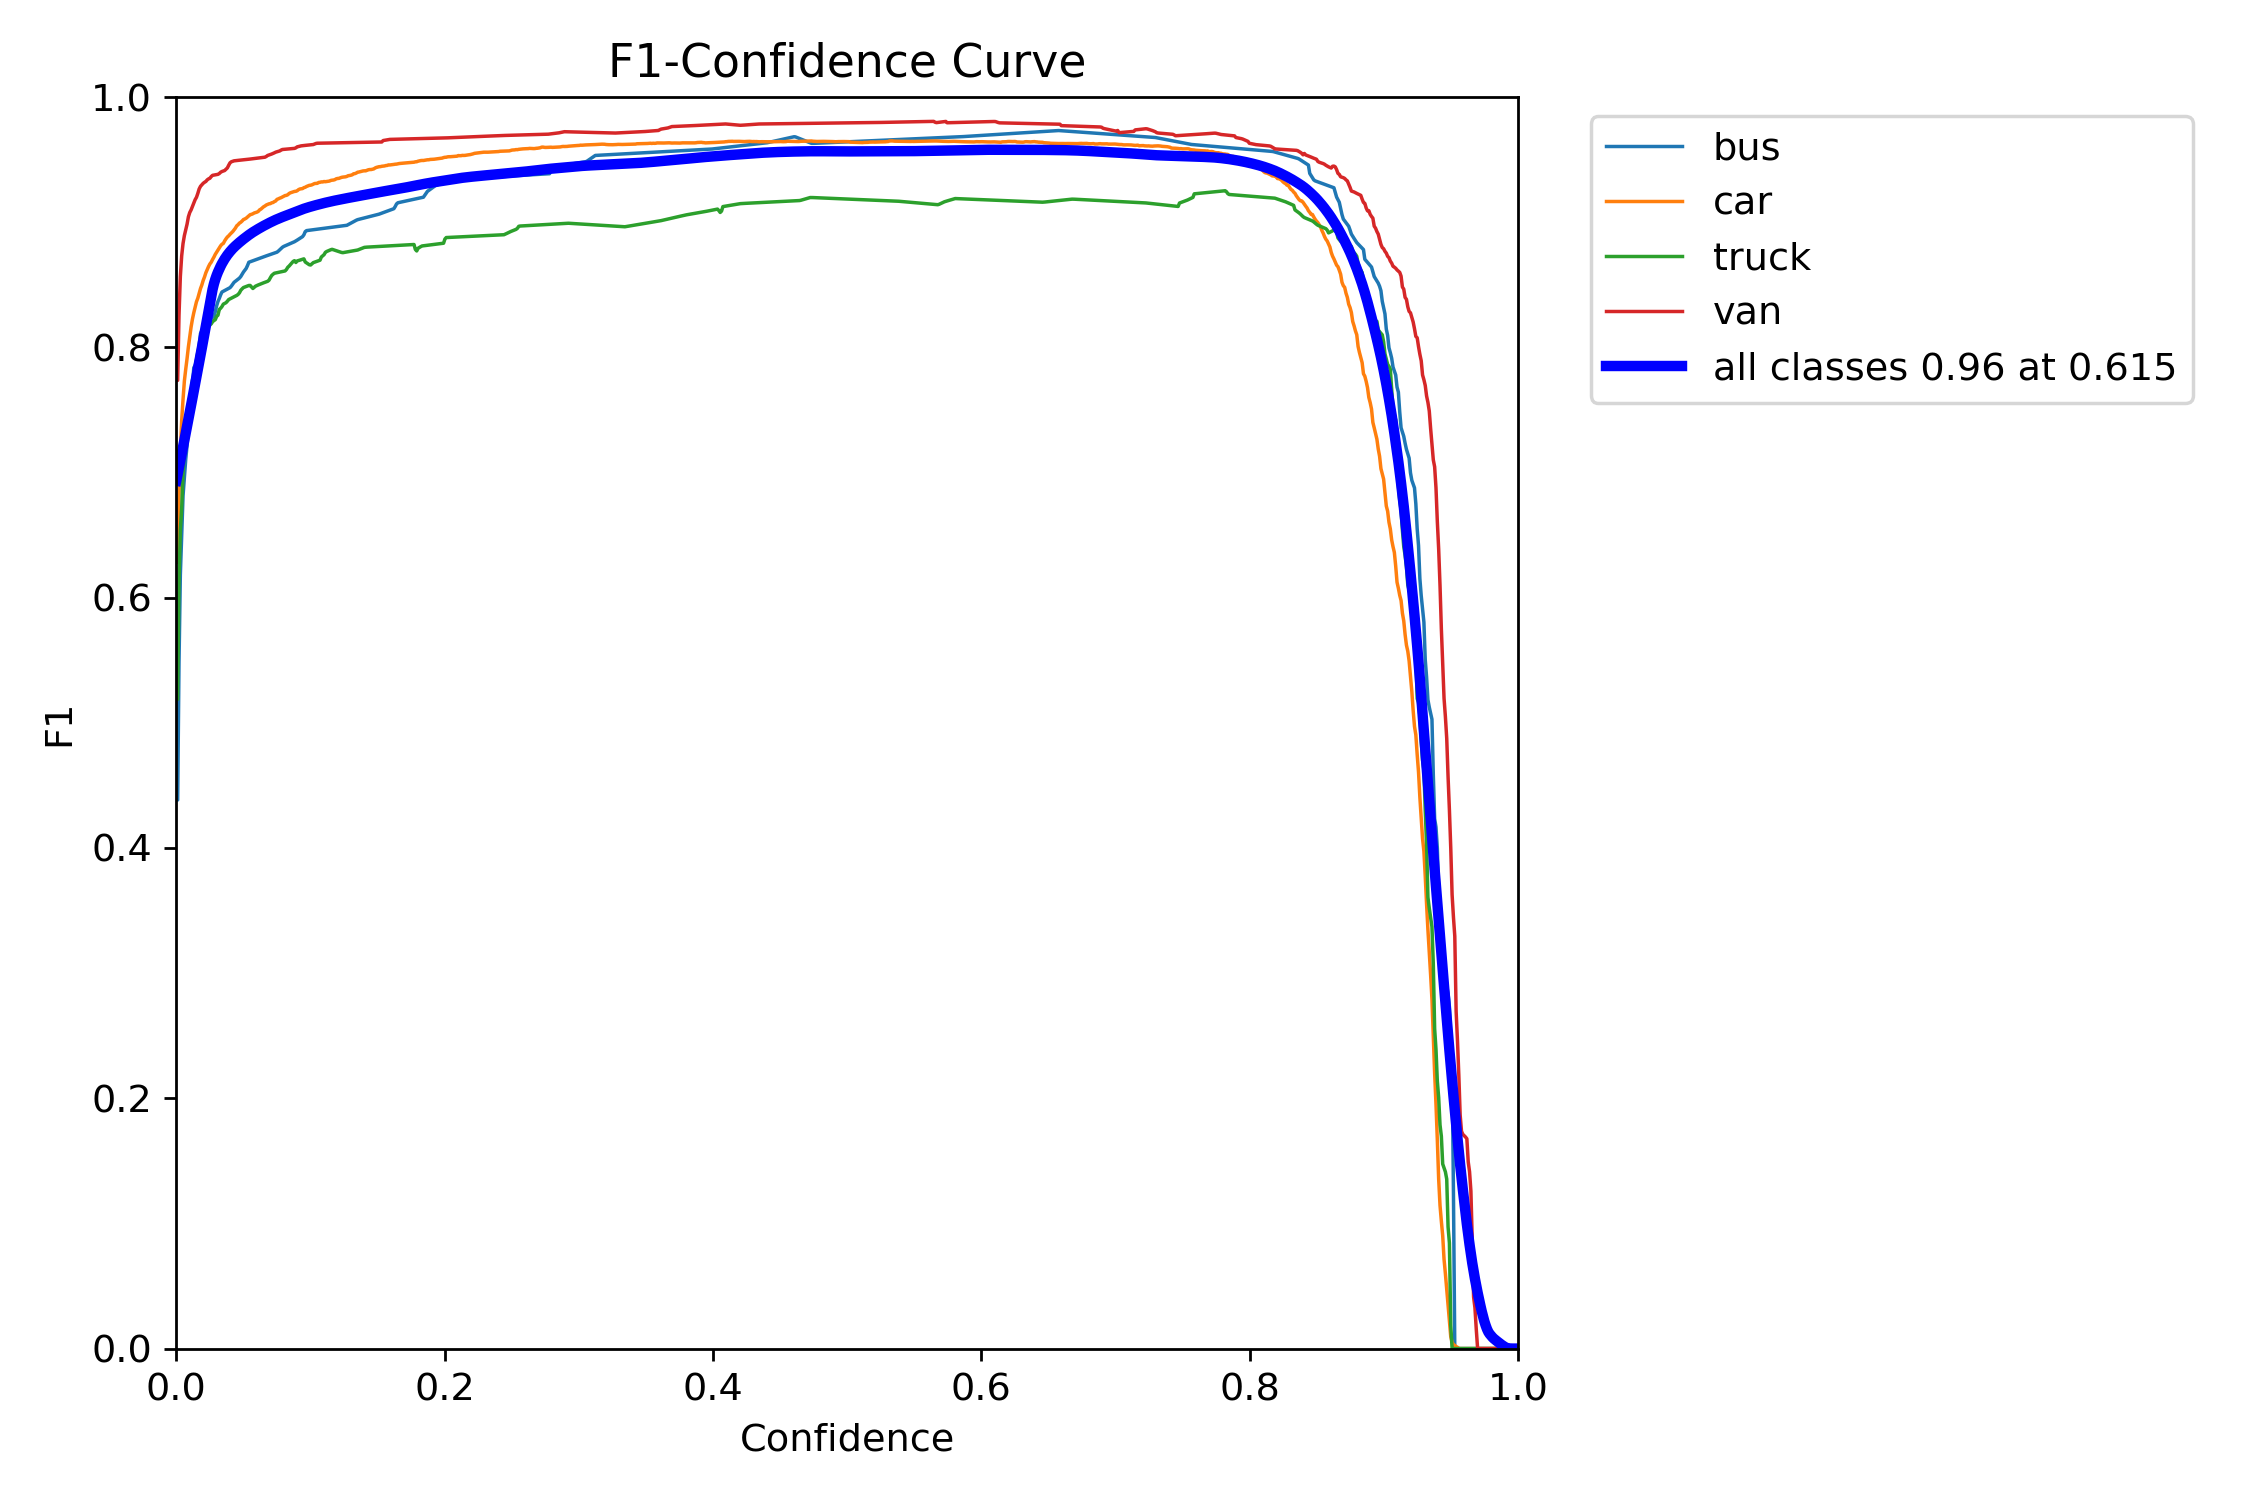 F1-Confidence Curve
1.0
0.8
0.6
0.4
0.2
0.0
F1
0.0 0.2 0.4 0.6 0.8 1.0
Confidence
bus
car
truck
van
all classes 0.96 at 0.615